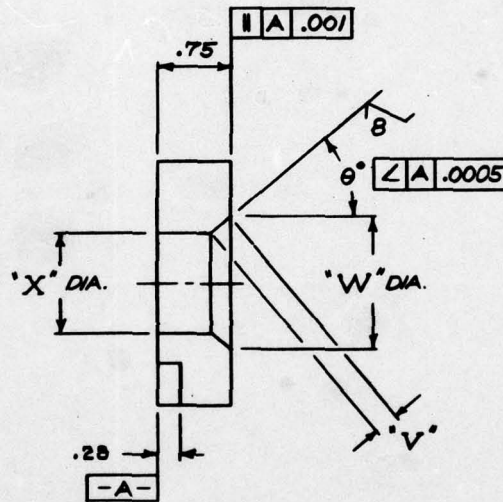 ∥ A .001
.75
8
θ°
∠ A .0005
"X" DIA.
"W" DIA.
.28
"V"
-A-